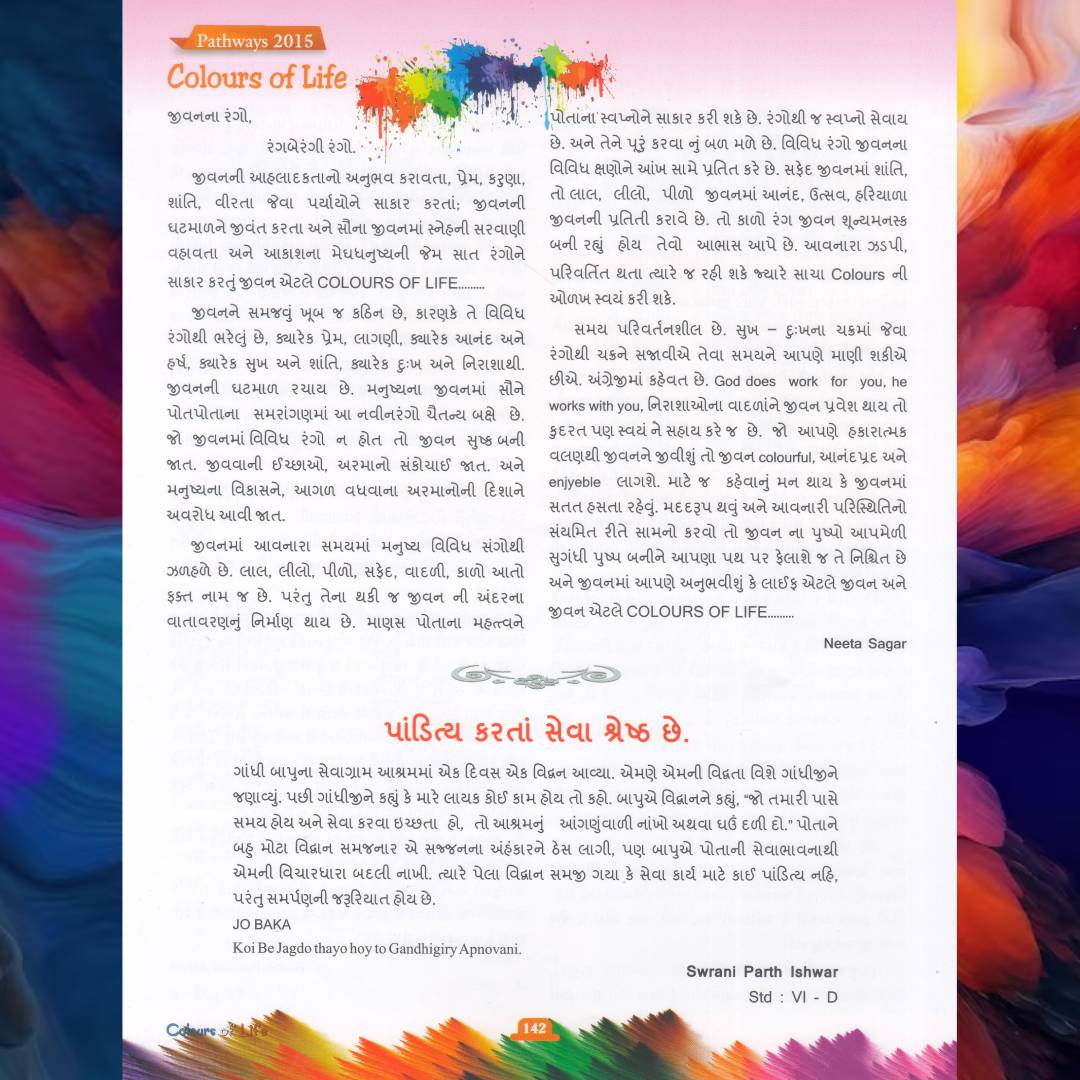 Pathways 2015
Colours of Life
જીવનના રંગો,
રંગબેરંગી રંગો.
જીવનની આહલાદકતાનો અનુભવ કરાવતા, પ્રેમ, કરુણા,
શાંતિ, વીરતા જેવા પર્યાયોને સાકાર કરતાં; જીવનની
ઘટમાળને જીવંત કરતા અને સૌના જીવનમાં સ્નેહની સરવાણી
વહાવતા અને આકાશના મેઘધનુષ્યની જેમ સાત રંગોને
સાકાર કરતું જીવન એટલે COLOURS OF LIFE.........
જીવનને સમજવું ખૂબ જ કઠિન છે, કારણકે તે વિવિધ
રંગોથી ભરેલું છે, ક્યારેક પ્રેમ, લાગણી, ક્યારેક આનંદ અને
હર્ષ, ક્યારેક સુખ અને શાંતિ, ક્યારેક દુઃખ અને નિરાશાથી.
જીવનની ઘટમાળ રચાય છે. મનુષ્યના જીવનમાં સૌને
પોતપોતાના સમરાંગણમાં આ નવીનરંગો ચૈતન્ય બક્ષે છે.
જો જીવનમાં વિવિધ રંગો ન હોત તો જીવન સુષ્ક બની
જાત. જીવવાની ઈચ્છાઓ, અરમાનો સંકોચાઈ જાત. અને
મનુષ્યના વિકાસને, આગળ વધવાના અરમાનોની દિશાને
અવરોધ આવી જાત.
જીવનમાં આવનારા સમયમાં મનુષ્ય વિવિધ સંગોથી
ઝળહળે છે. લાલ, લીલો, પીળો, સફેદ, વાદળી, કાળો આતો
ફક્ત નામ જ છે. પરંતુ તેના થકી જ જીવન ની અંદરના
વાતાવરણનું નિર્માણ થાય છે. માણસ પોતાના મહત્ત્વને
પોતાના સ્વપ્નોને સાકાર કરી શકે છે. રંગોથી જ સ્વપ્નો સેવાય
છે. અને તેને પૂરું કરવા નું બળ મળે છે. વિવિધ રંગો જીવનના
વિવિધ ક્ષણોને આંખ સામે પ્રતિત કરે છે. સફેદ જીવનમાં શાંતિ,
તો લાલ, લીલો, પીળો જીવનમાં આનંદ, ઉત્સવ, હરિયાળા
જીવનની પ્રતિતી કરાવે છે. તો કાળો રંગ જીવન શૂન્યમનસ્ક
બની રહ્યું હોય તેવો આભાસ આપે છે. આવનારા ઝડપી,
પરિવર્તિત થતા ત્યારે જ રહી શકે જ્યારે સાચા Colours ની
ઓળખ સ્વયં કરી શકે.
સમય પરિવર્તનશીલ છે. સુખ – દુઃખના ચક્રમાં જેવા
રંગોથી ચક્રને સજાવીએ તેવા સમયને આપણે માણી શકીએ
છીએ. અંગ્રેજીમાં કહેવત છે. God does work for you, he
works with you, નિરાશાઓના વાદળાંને જીવન પ્રવેશ થાય તો
કુદરત પણ સ્વયં ને સહાય કરે જ છે. જો આપણે હકારાત્મક
વલણથી જીવનને જીવીશું તો જીવન colourful, આનંદપ્રદ અને
enjyeble લાગશે. માટે જ કહેવાનું મન થાય કે જીવનમાં
સતત હસતા રહેવું. મદદરૂપ થવું અને આવનારી પરિસ્થિતિનો
સંયમિત રીતે સામનો કરવો તો જીવન ના પુષ્પો આપમેળી
સુગંધી પુષ્પ બનીને આપણા પથ પર ફેલાશે જ તે નિશ્ચિત છે
અને જીવનમાં આપણે અનુભવીશું કે લાઈફ એટલે જીવન અને
જીવન એટલે COLOURS OF LIFE.........
Neeta Sagar
પાંડિત્ય કરતાં સેવા શ્રેષ્ઠ છે.
ગાંધી બાપુના સેવાગ્રામ આશ્રમમાં એક દિવસ એક વિદ્વન આવ્યા. એમણે એમની વિદ્વતા વિશે ગાંધીજીને
જણાવ્યું. પછી ગાંધીજીને કહ્યું કે મારે લાયક કોઈ કામ હોય તો કહો. બાપુએ વિદ્વાનને કહ્યું, “જો તમારી પાસે
સમય હોય અને સેવા કરવા ઇચ્છતા હો, તો આશ્રમનું આંગણુંવાળી નાંખો અથવા ઘઉં દળી દો.” પોતાને
બહુ મોટા વિદ્વાન સમજનાર એ સજ્જનના અંહંકારને ઠેસ લાગી, પણ બાપુએ પોતાની સેવાભાવનાથી
એમની વિચારધારા બદલી નાખી. ત્યારે પેલા વિદ્વાન સમજી ગયા કે સેવા કાર્ય માટે કાઈ પાંડિત્ય નહિ,
પરંતુ સમર્પણની જરૂરિયાત હોય છે.
JO BAKA
Koi Be Jagdo thayo hoy to Gandhigiry Apnovani.
Swrani Parth Ishwar
Std : VI - D
Colours of Life
142